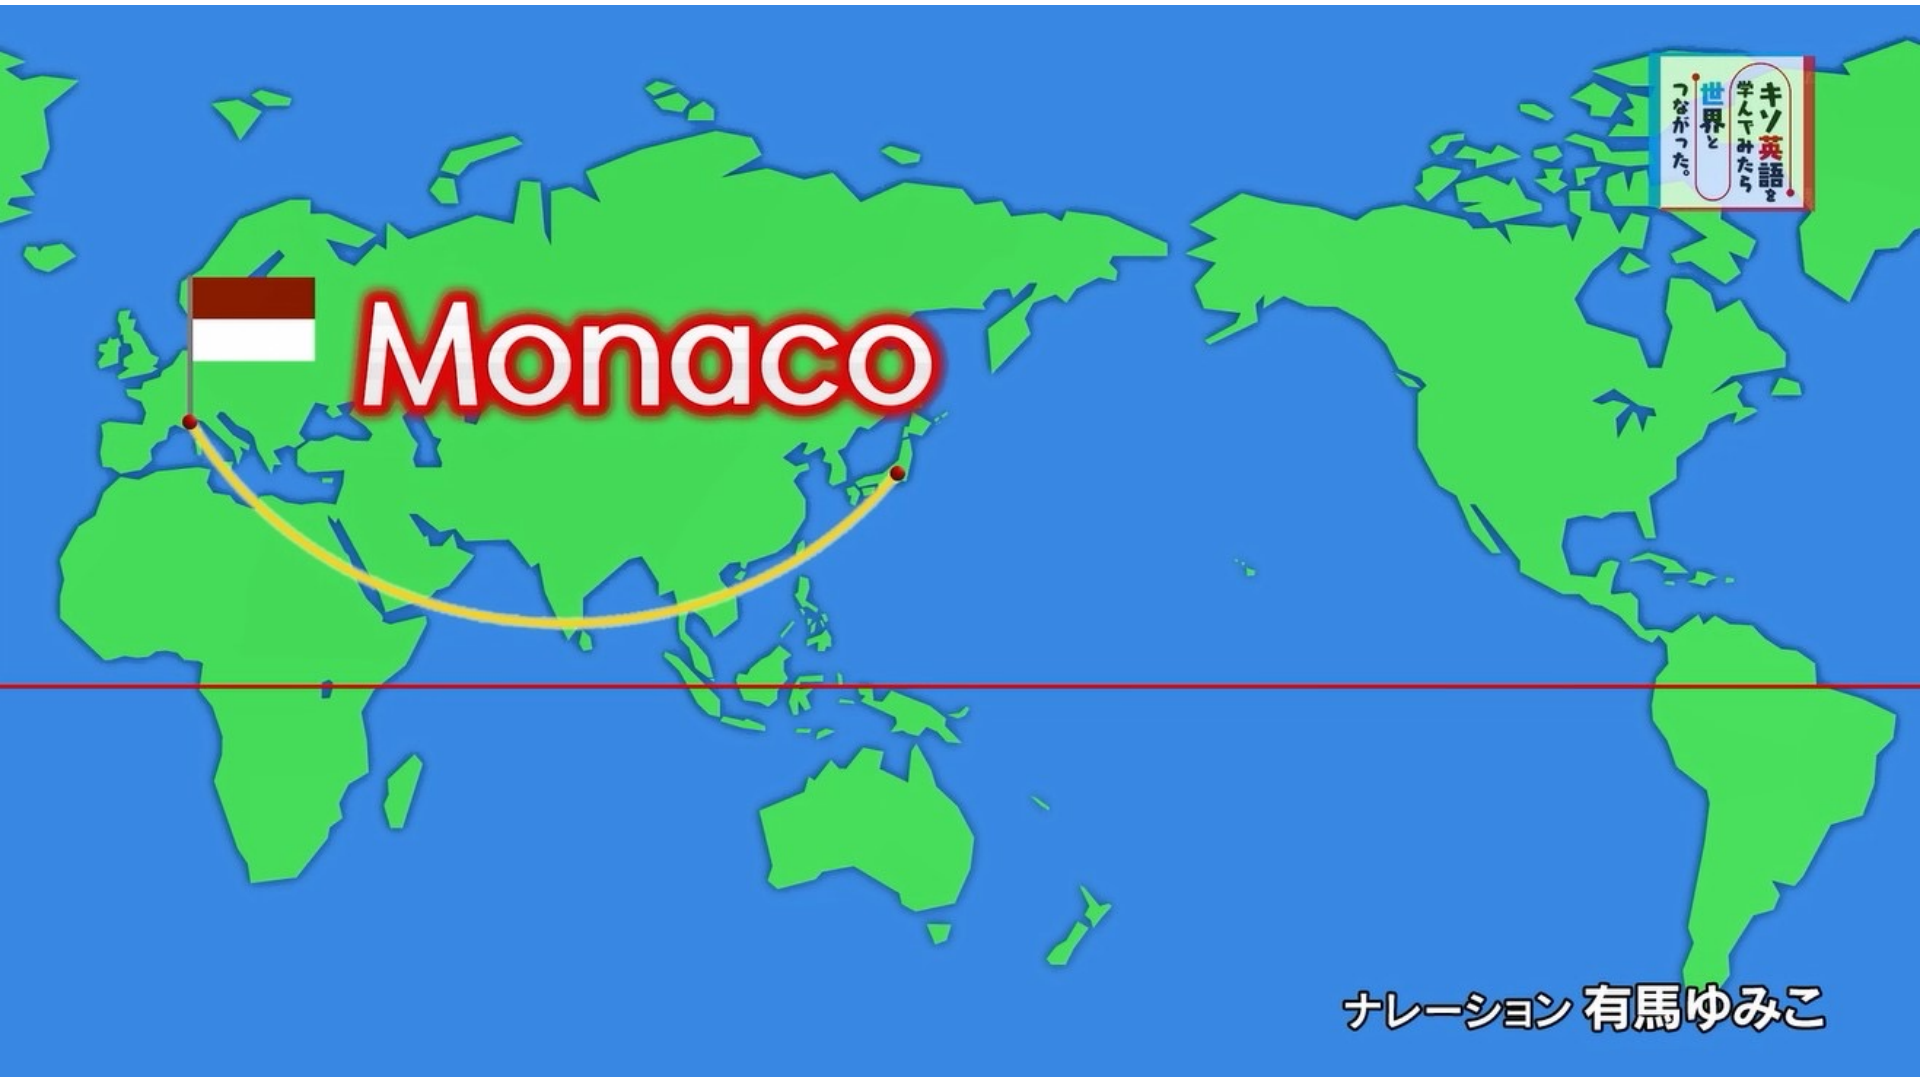 Monaco
キソ英語を
学んでみたら
世界と
つながった。
ナレーション 有馬ゆみこ